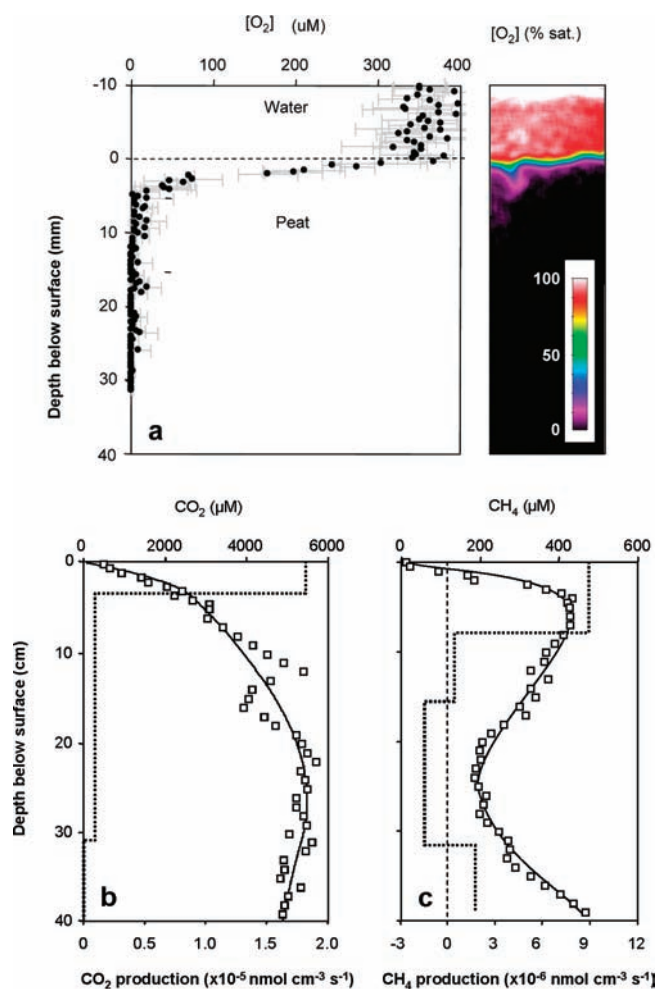 [O2] (uM)
0 100 200 300 400
[O2] (% sat.)
-10
0
10
20
30
40
Depth below surface (mm)
Water
Peat
a
100
50
0
CO2 (µM)
0 2000 4000 6000
CH4 (µM)
0 200 400 600
0
10
20
30
40
Depth below surface (cm)
b
c
0 0.5 1.0 1.5 2.0
-3 0 3 6 9 12
CO2 production (x10-5 nmol cm-3 s-1)
CH4 production (x10-6 nmol cm-3 s-1)